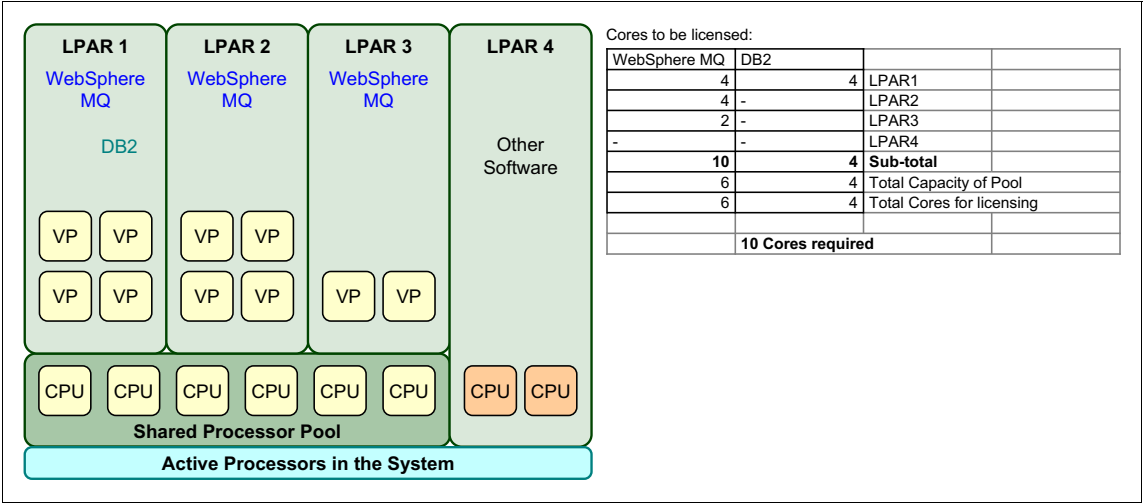 LPAR 1
LPAR 2
LPAR 3
LPAR 4
WebSphere
MQ
WebSphere
MQ
WebSphere
MQ
DB2
Other
Software
VP VP VP VP
VP VP VP VP VP VP
CPU CPU CPU CPU CPU CPU CPU CPU
Shared Processor Pool
Active Processors in the System
Cores to be licensed:
WebSphere MQ DB2
4 4 LPAR1
4 - LPAR2
2 - LPAR3
- - LPAR4
10 4 Sub-total
6 4 Total Capacity of Pool
6 4 Total Cores for licensing
10 Cores required